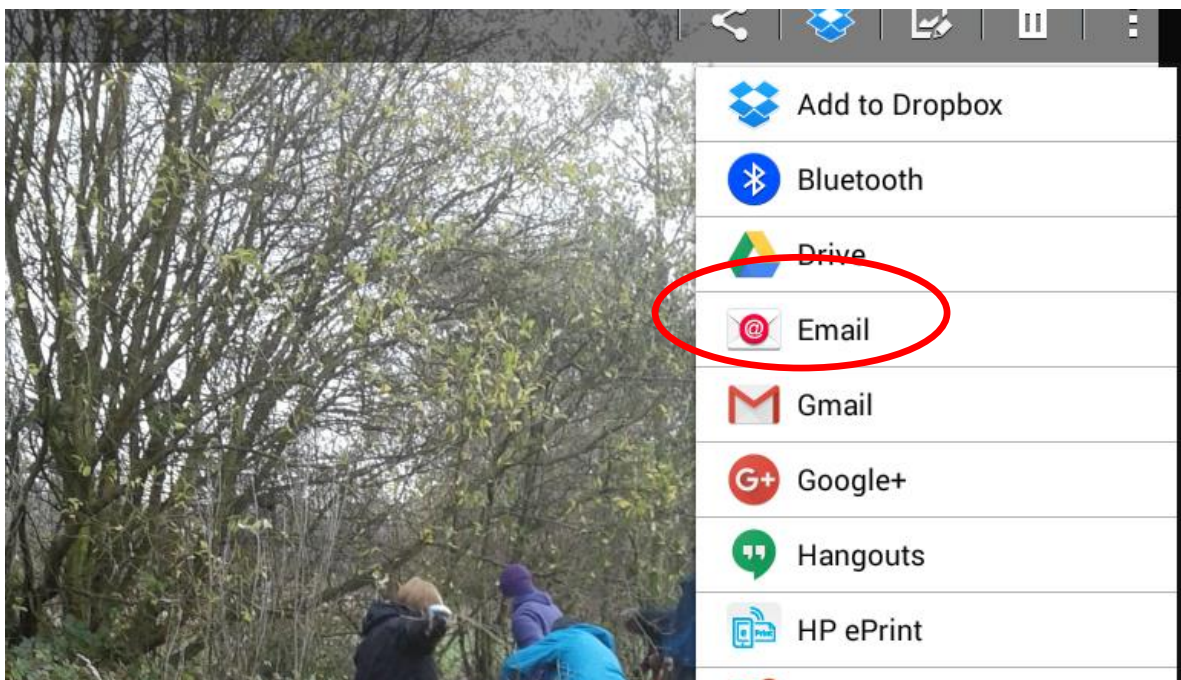 Add to Dropbox
Bluetooth
Drive
@ Email
Gmail
G+ Google+
Hangouts
HP ePrint